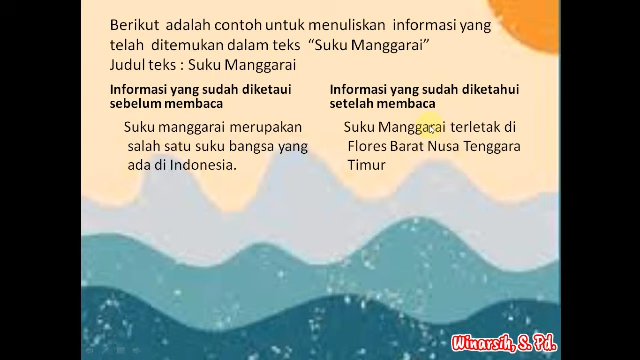 Berikut adalah contoh untuk menuliskan informasi yang
telah ditemukan dalam teks “Suku Manggarai”
Judul teks : Suku Manggarai
Informasi yang sudah diketaui
sebelum membaca
Suku manggarai merupakan
salah satu suku bangsa yang
ada di Indonesia.
Informasi yang sudah diketahui
setelah membaca
Suku Manggarai terletak di
Flores Barat Nusa Tenggara
Timur
Winarsih, S. Pd.